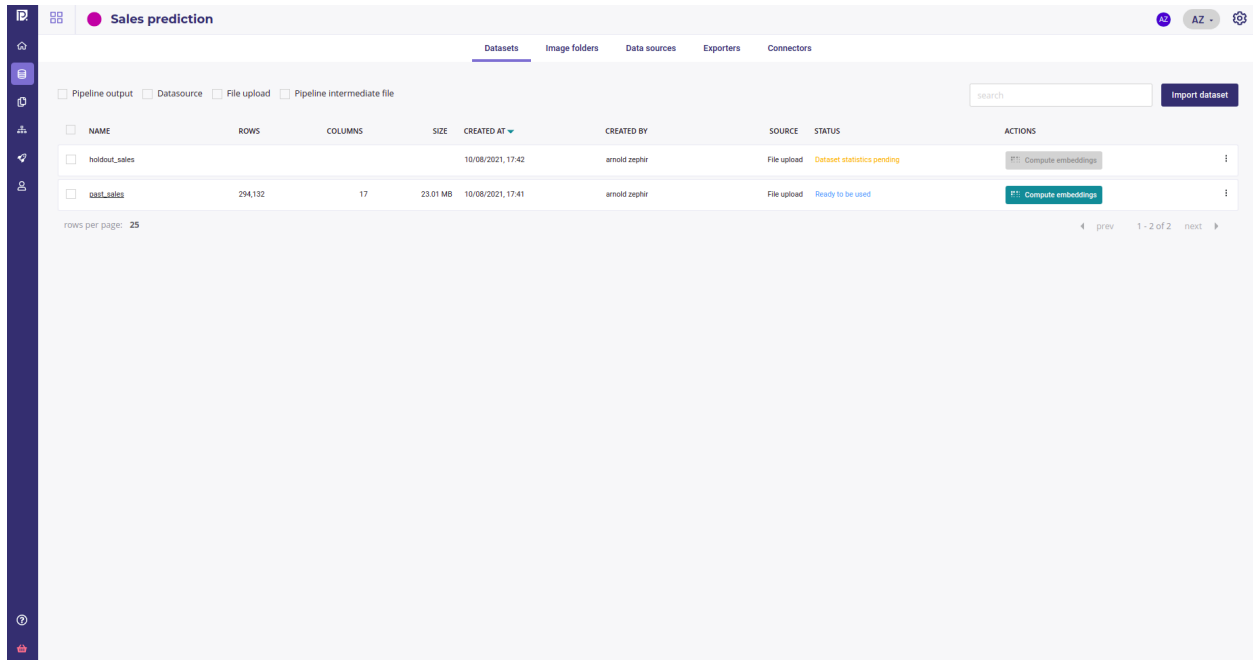 Sales prediction
AZ
AZ
Datasets Image folders Data sources Exporters Connectors
Pipeline output Datasource File upload Pipeline intermediate file
search
Import dataset
NAME ROWS COLUMNS SIZE CREATED AT CREATED BY SOURCE STATUS ACTIONS
holdout_sales 10/08/2021, 17:42 arnold zephir File upload Dataset statistics pending Compute embeddings
past_sales 294,132 17 23.01 MB 10/08/2021, 17:41 arnold zephir File upload Ready to be used Compute embeddings
rows per page: 25 prev 1 - 2 of 2 next